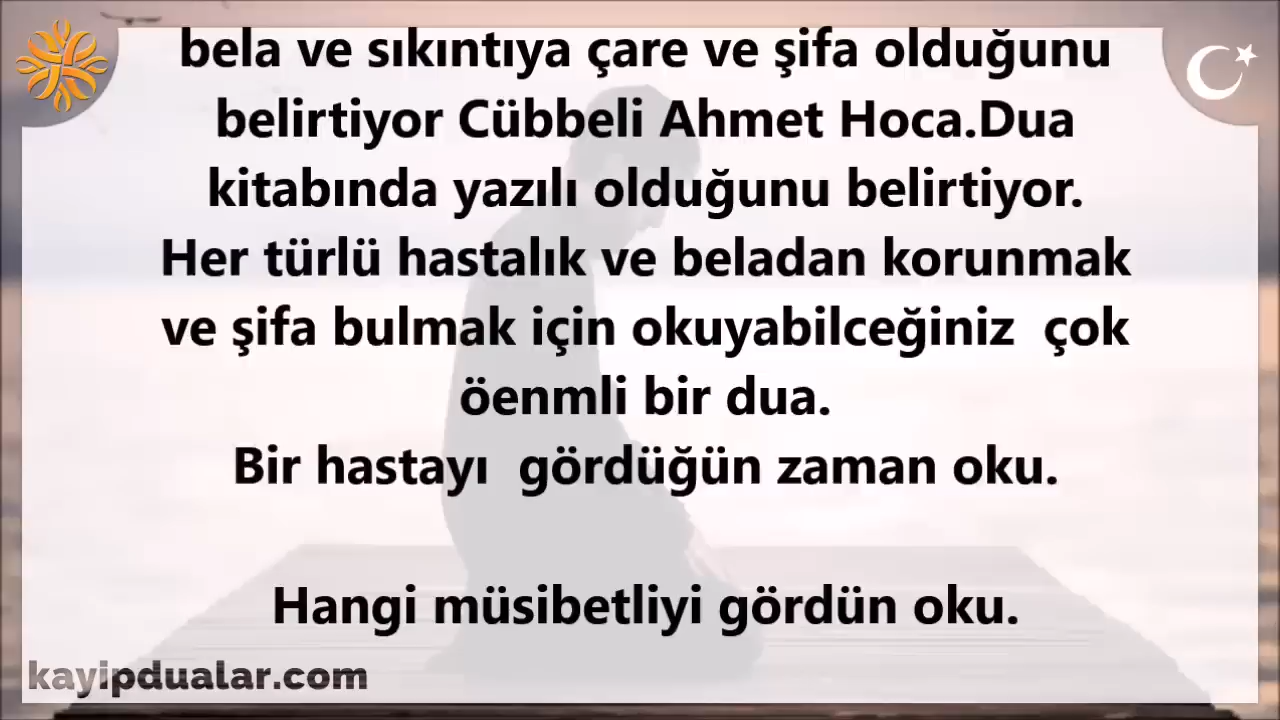 bela ve sıkıntıya çare ve şifa olduğunu
belirtiyor Cübbeli Ahmet Hoca.Dua
kitabında yazılı olduğunu belirtiyor.
Her türlü hastalık ve beladan korunmak
ve şifa bulmak için okuyabilceğiniz  çok
öenmli bir dua.
Bir hastayı  gördüğün zaman oku.
Hangi müsibetliyi gördün oku.
kayipdualar.com